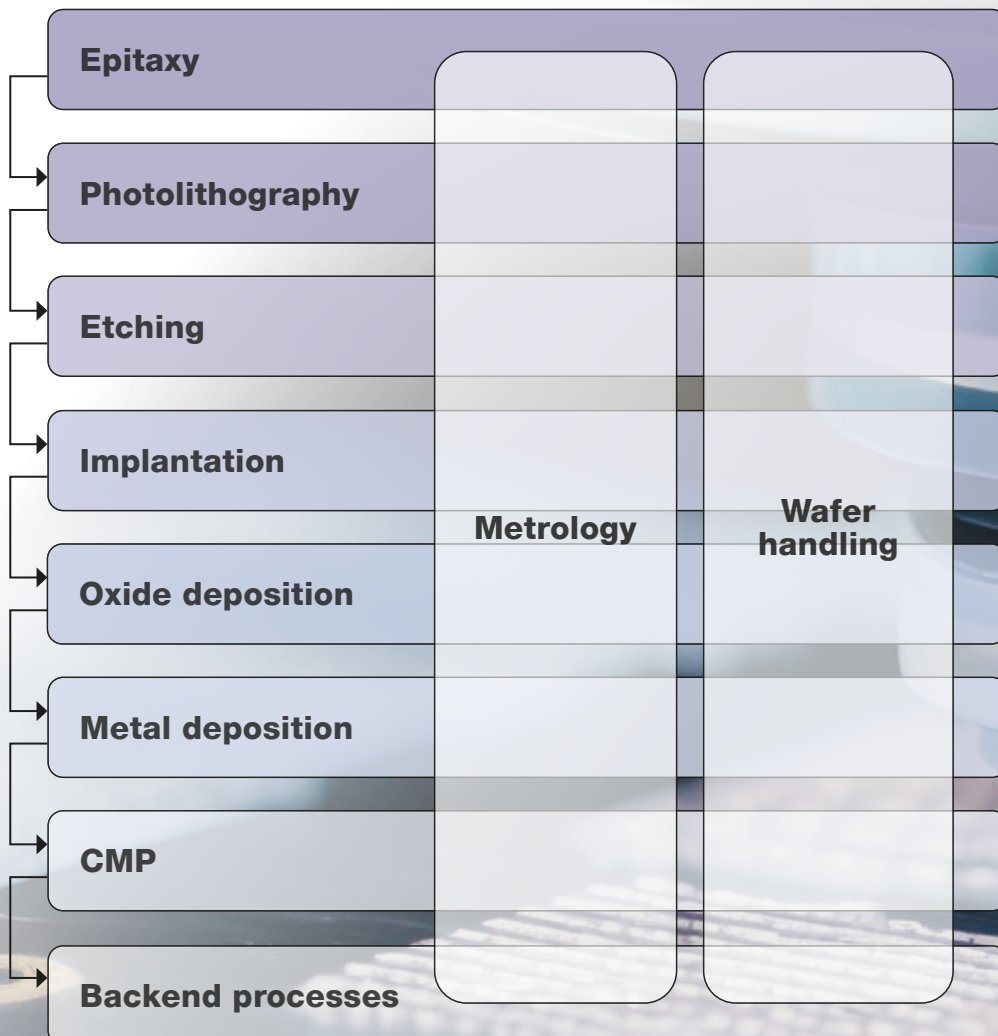 Epitaxy
Photolithography
Etching
Implantation
Metrology
Wafer
handling
Oxide deposition
Metal deposition
CMP
Backend processes